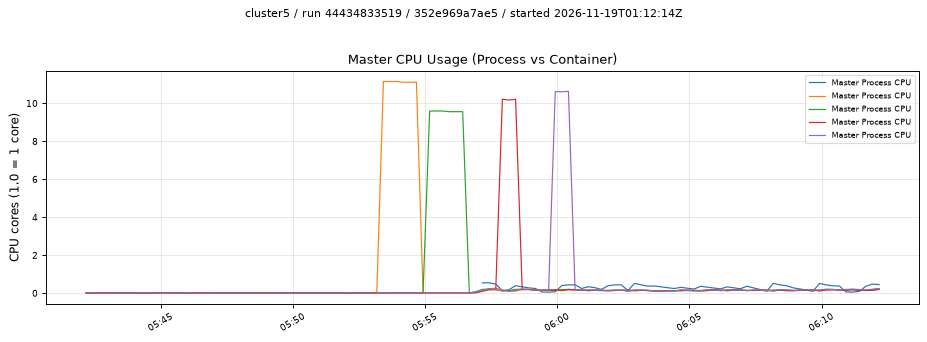 cluster5 / run 44434833519 / 352e969a7ae5 / started 2026-11-19T01:12:14Z
Master CPU Usage (Process vs Container)
CPU cores (1.0 = 1 core)
10
8
6
4
2
0
05:45
05:50
05:55
06:00
06:05
06:10
Master Process CPU
Master Process CPU
Master Process CPU
Master Process CPU
Master Process CPU